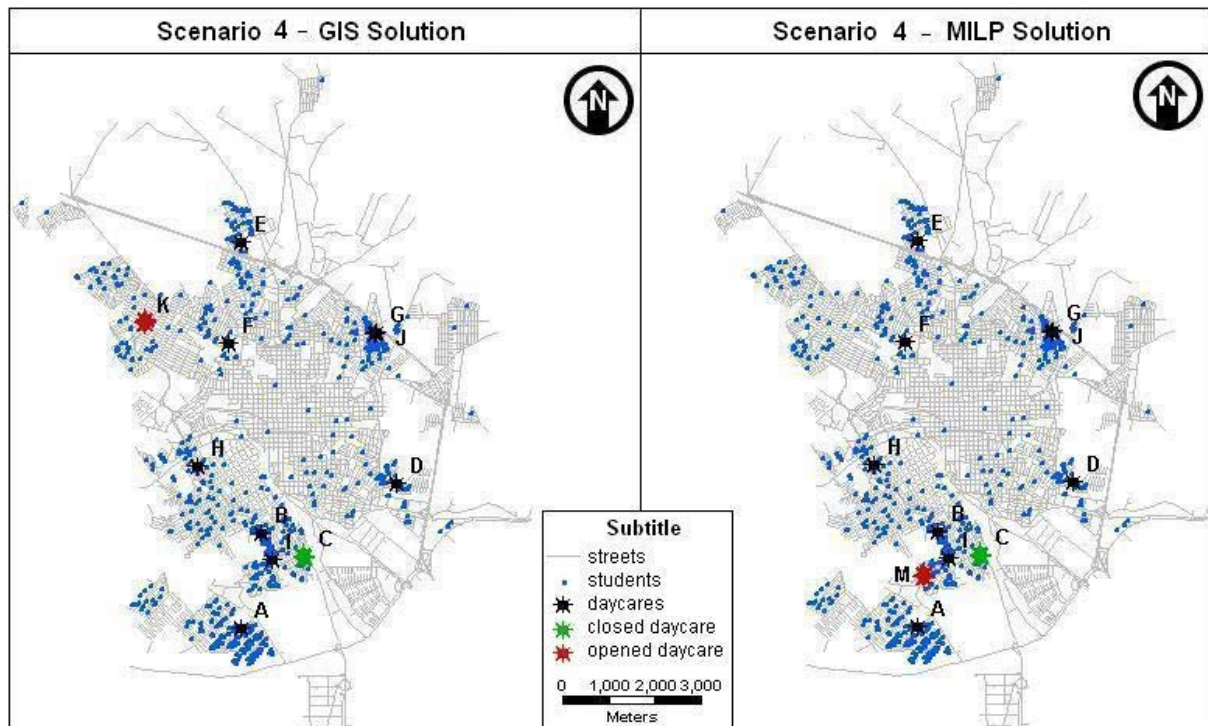 Scenario 4 - GIS Solution
Scenario 4 - MILP Solution
N
N
E
E
K
G
G
F
J
F
J
H
H
D
D
B
B
I
C
I
C
M
A
A
Subtitle
streets
students
daycares
closed daycare
opened daycare
0 1,000 2,000 3,000
Meters